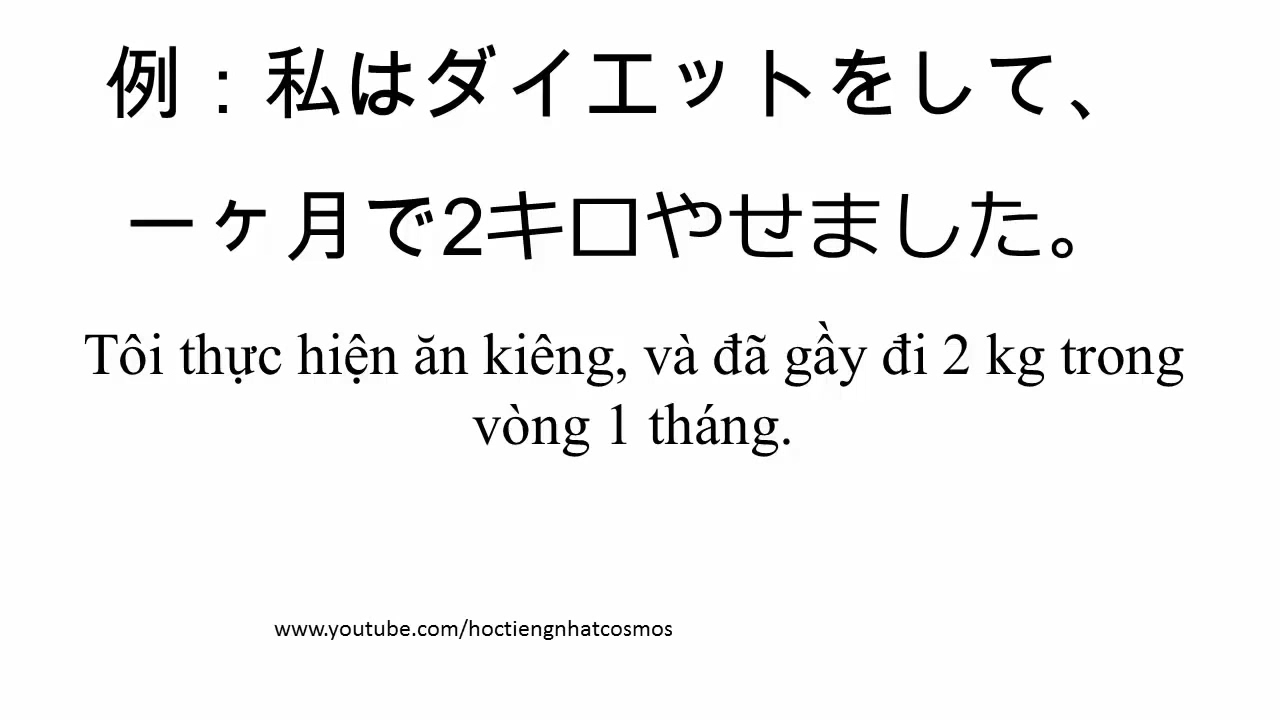 例：私はダイエットをして、
一ヶ月で2キロやせました。
Tôi thực hiện ăn kiêng, và đã gầy đi 2 kg trong
vòng 1 tháng.
www.youtube.com/hoctiengnhatcosmos